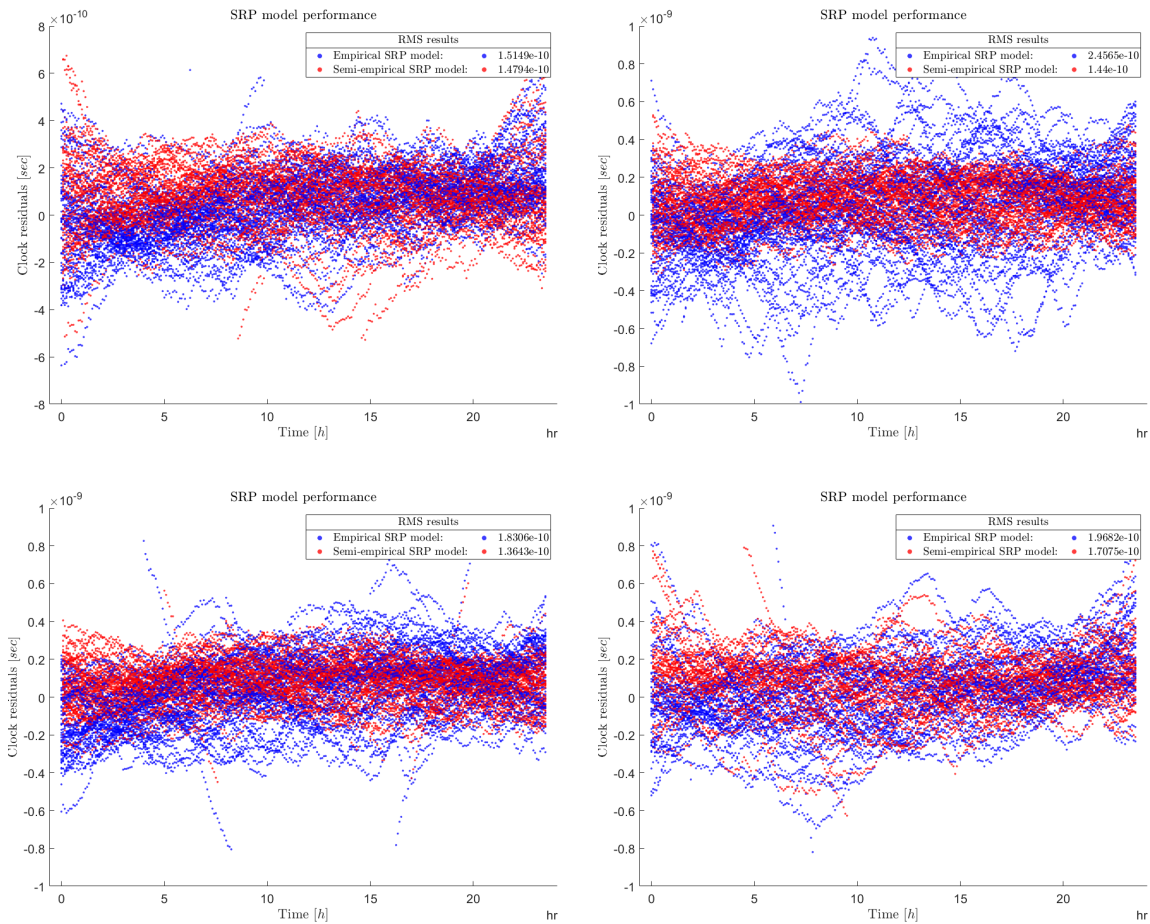 SRP model performance
×10^-10
RMS results
Empirical SRP model: 1.5149e-10
Semi-empirical SRP model: 1.4794e-10
8
6
4
2
0
-2
-4
-6
-8
Clock residuals [sec]
0 5 10 15 20
Time [h]
hr
SRP model performance
×10^-9
RMS results
Empirical SRP model: 2.4565e-10
Semi-empirical SRP model: 1.44e-10
1
0.8
0.6
0.4
0.2
0
-0.2
-0.4
-0.6
-0.8
-1
Clock residuals [sec]
0 5 10 15 20
Time [h]
hr
SRP model performance
×10^-9
RMS results
Empirical SRP model: 1.8306e-10
Semi-empirical SRP model: 1.3643e-10
1
0.8
0.6
0.4
0.2
0
-0.2
-0.4
-0.6
-0.8
-1
Clock residuals [sec]
0 5 10 15 20
Time [h]
hr
SRP model performance
×10^-9
RMS results
Empirical SRP model: 1.9682e-10
Semi-empirical SRP model: 1.7075e-10
1
0.8
0.6
0.4
0.2
0
-0.2
-0.4
-0.6
-0.8
-1
Clock residuals [sec]
0 5 10 15 20
Time [h]
hr